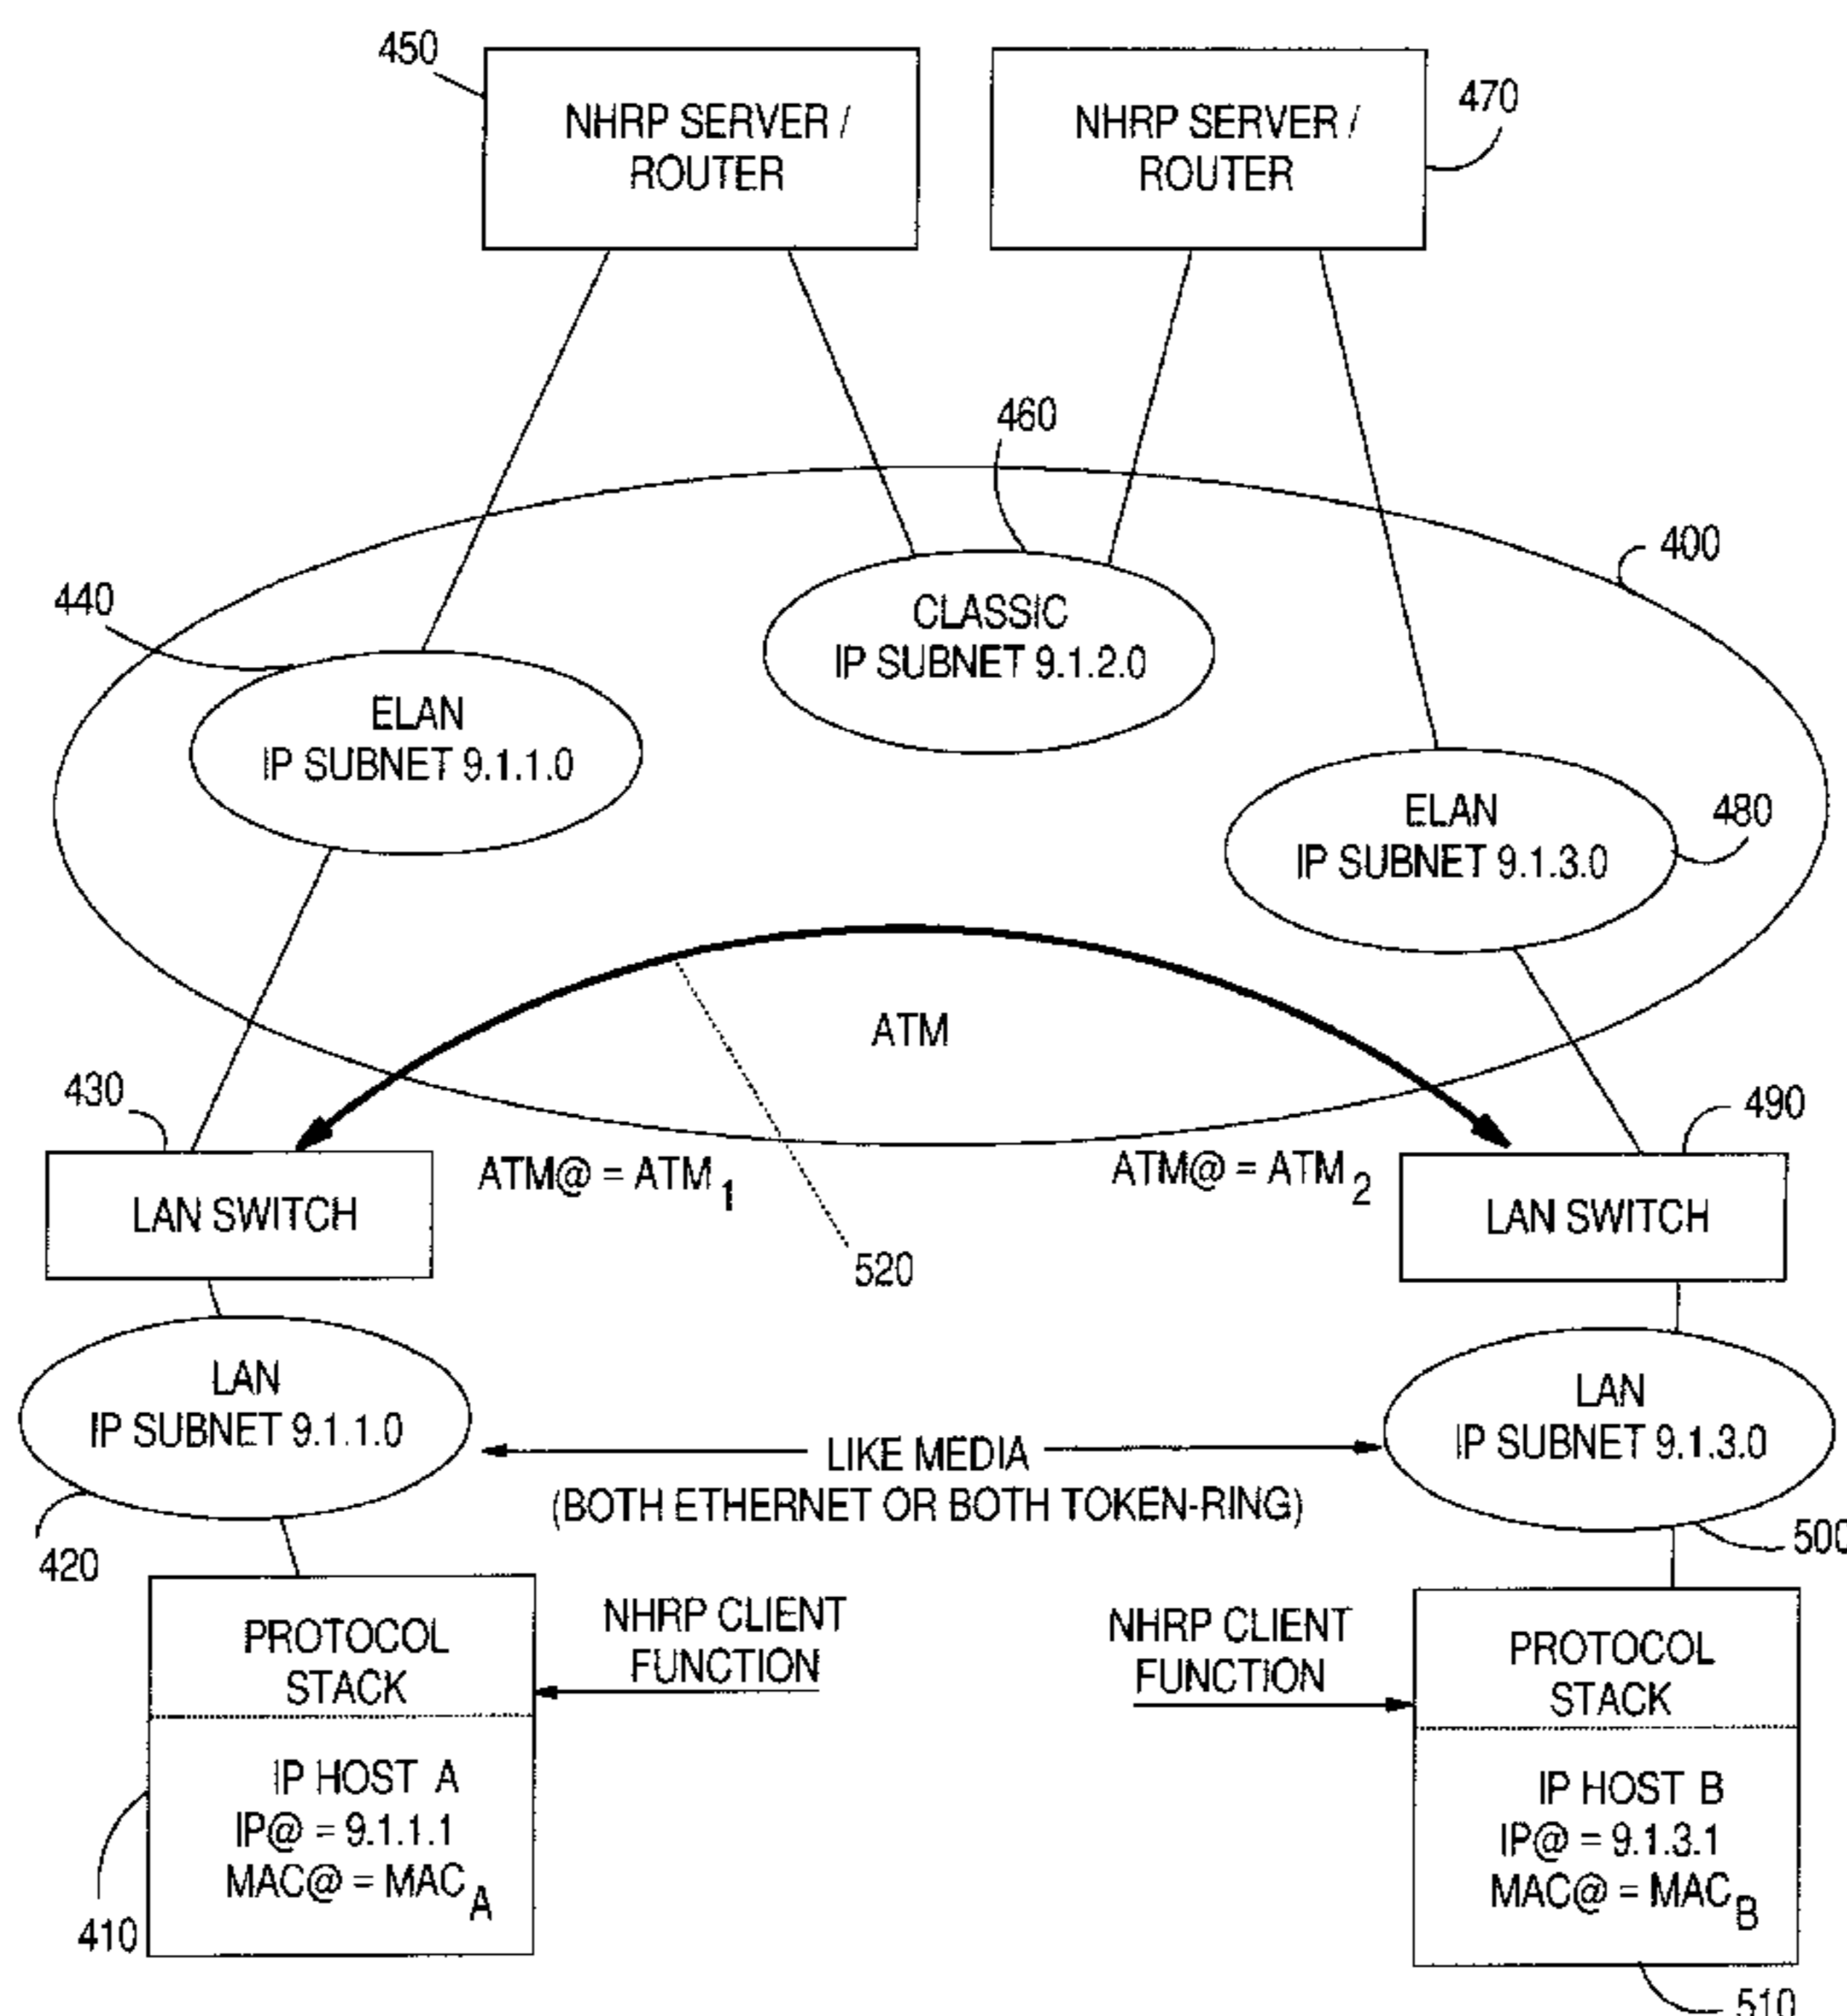 450
NHRP SERVER /
ROUTER
NHRP SERVER /
ROUTER
470
460
400
440
CLASSIC
IP SUBNET 9.1.2.0
ELAN
IP SUBNET 9.1.1.0
ELAN
IP SUBNET 9.1.3.0
480
ATM
430
490
ATM@ = ATM1
ATM@ = ATM2
LAN SWITCH
LAN SWITCH
520
LAN
IP SUBNET 9.1.1.0
LAN
IP SUBNET 9.1.3.0
LIKE MEDIA
(BOTH ETHERNET OR BOTH TOKEN-RING)
420
500
PROTOCOL
STACK
NHRP CLIENT
FUNCTION
NHRP CLIENT
FUNCTION
PROTOCOL
STACK
IP HOST A
IP@ = 9.1.1.1
MAC@ = MACA
IP HOST B
IP@ = 9.1.3.1
MAC@ = MACB
410
510